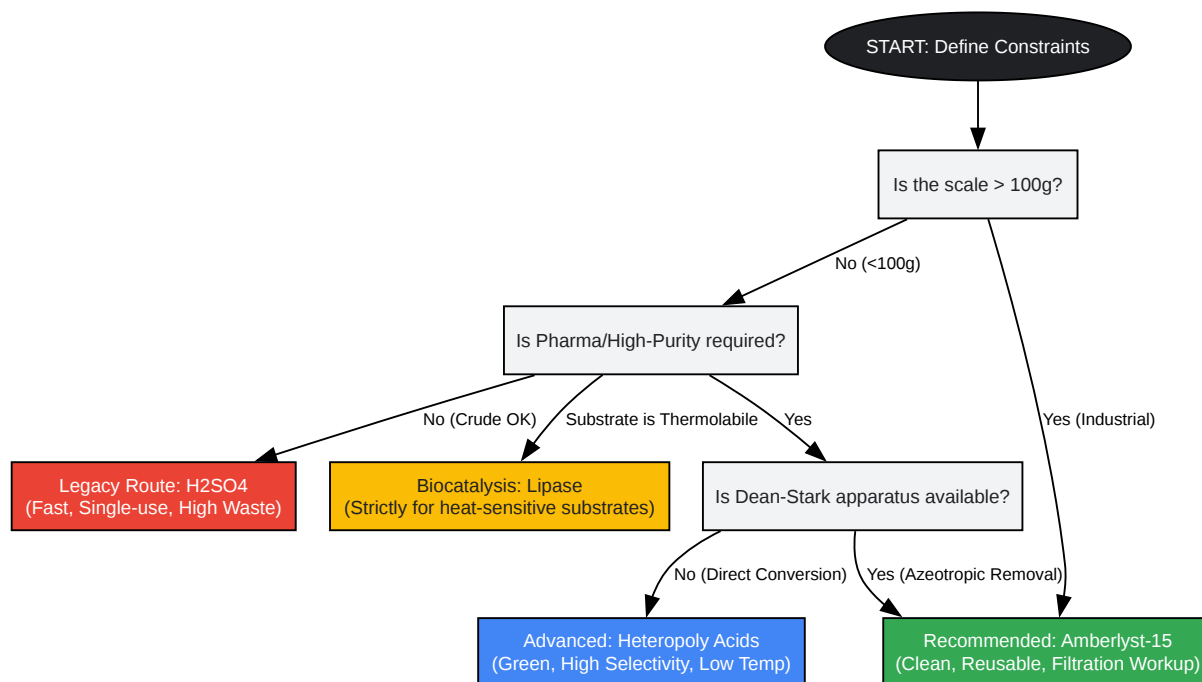 START: Define Constraints
Is the scale > 100g?
No (<100g)
Is Pharma/High-Purity required?
No (Crude OK)
Substrate is Thermolabile
Yes
Yes (Industrial)
Legacy Route: H2SO4
(Fast, Single-use, High Waste)
Biocatalysis: Lipase
(Strictly for heat-sensitive substrates)
Is Dean-Stark apparatus available?
No (Direct Conversion)
Yes (Azeotropic Removal)
Advanced: Heteropoly Acids
(Green, High Selectivity, Low Temp)
Recommended: Amberlyst-15
(Clean, Reusable, Filtration Workup)